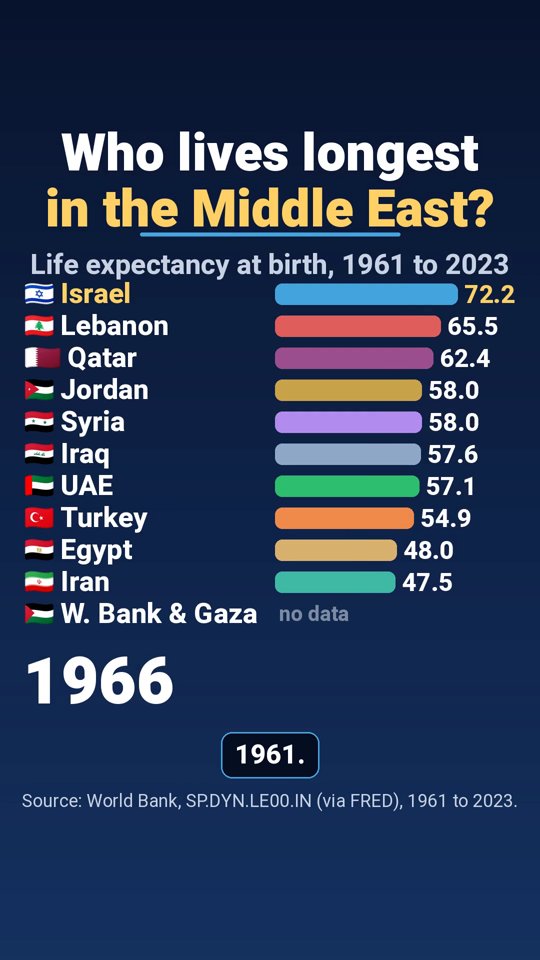 Who lives longest
in the Middle East?
Life expectancy at birth, 1961 to 2023
Israel 72.2
Lebanon 65.5
Qatar 62.4
Jordan 58.0
Syria 58.0
Iraq 57.6
UAE 57.1
Turkey 54.9
Egypt 48.0
Iran 47.5
W. Bank & Gaza no data
1966
1961.
Source: World Bank, SP.DYN.LE00.IN (via FRED), 1961 to 2023.